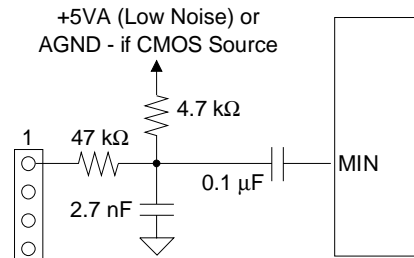 +5VA (Low Noise) or
AGND - if CMOS Source
4.7 kΩ
1
47 kΩ
MIN
0.1 µF
2.7 nF